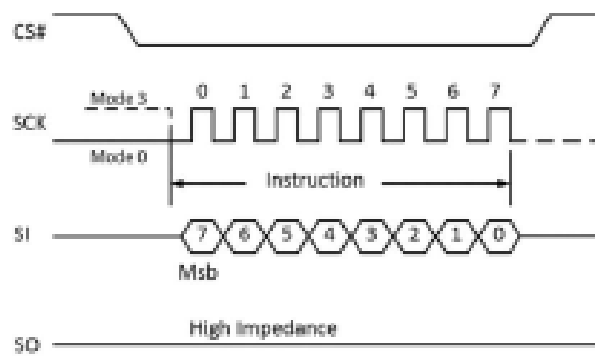 CS#
Mode 3
0 1 2 3 4 5 6 7
SCK
Mode 0
Instruction
SI
7 6 5 4 3 2 1 0
Msb
High Impedance
SO